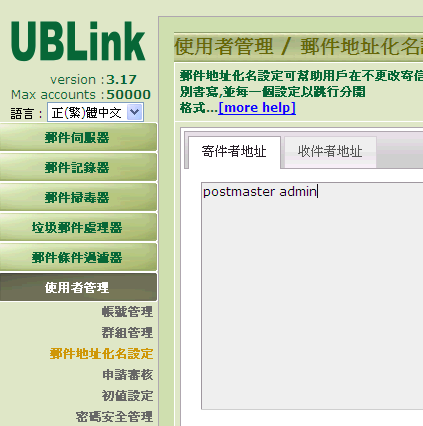 UBLink
version :3.17
Max accounts :50000
語言： 正(繁)體中文
郵件伺服器
郵件記錄器
郵件掃毒器
垃圾郵件處理器
郵件條件過濾器
使用者管理
帳號管理
群組管理
郵件地址化名設定
申請審核
初值設定
密碼安全管理
使用者管理 / 郵件地址化名
郵件地址化名設定可幫助用戶在不更改寄信
別書寫,並每一個設定以跳行分開
格式...[more help]
寄件者地址
收件者地址
postmaster admin